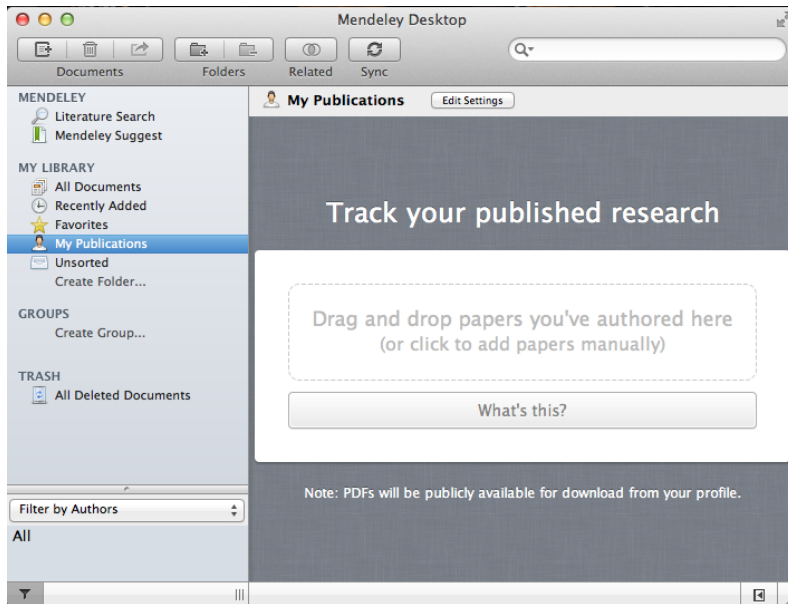 Mendeley Desktop
Documents
Folders
Related
Sync
MENDELEY
Literature Search
Mendeley Suggest
MY LIBRARY
All Documents
Recently Added
Favorites
My Publications
Unsorted
Create Folder...
GROUPS
Create Group...
TRASH
All Deleted Documents
Filter by Authors
All
My Publications
Edit Settings
Track your published research
Drag and drop papers you've authored here
(or click to add papers manually)
What's this?
Note: PDFs will be publicly available for download from your profile.